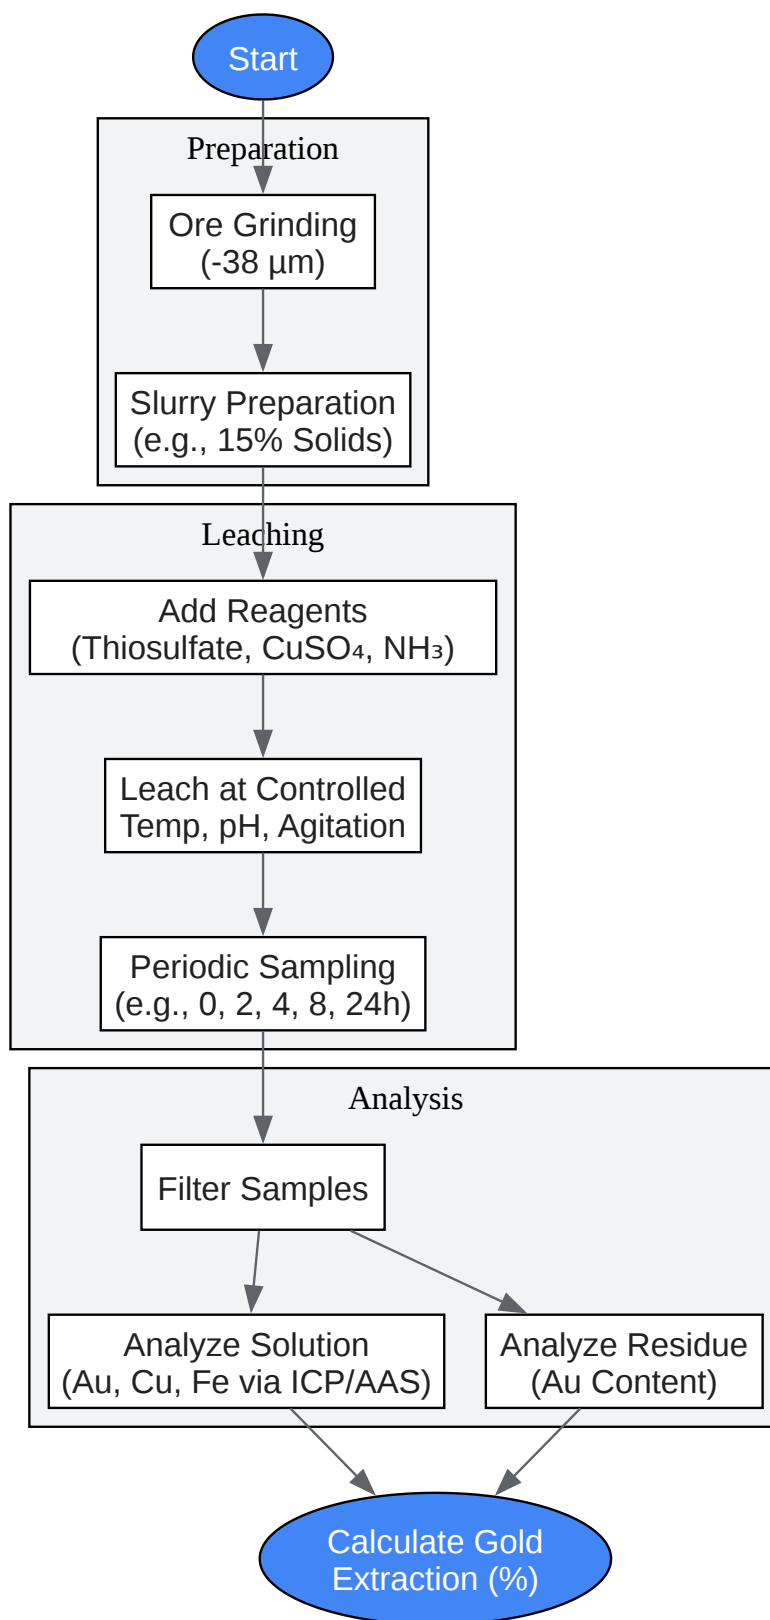 Start
Preparation
Ore Grinding
(-38 µm)
Slurry Preparation
(e.g., 15% Solids)
Leaching
Add Reagents
(Thiosulfate, CuSO₄, NH₃)
Leach at Controlled
Temp, pH, Agitation
Periodic Sampling
(e.g., 0, 2, 4, 8, 24h)
Analysis
Filter Samples
Analyze Solution
(Au, Cu, Fe via ICP/AAS)
Analyze Residue
(Au Content)
Calculate Gold
Extraction (%)